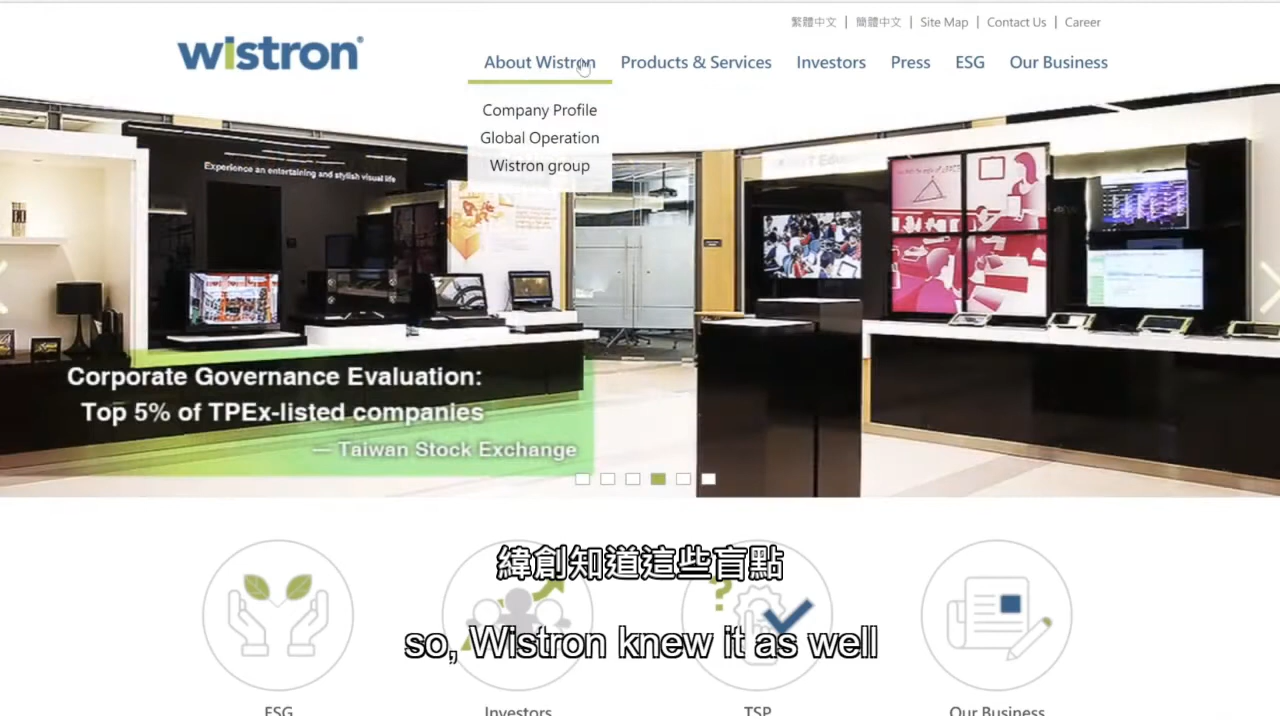 繁體中文 | 簡體中文 | Site Map | Contact Us | Career
wistron®
About Wistron Products & Services Investors Press ESG Our Business
Company Profile
Global Operation
Wistron group
Experience an entertaining and stylish visual life
Corporate Governance Evaluation:
Top 5% of TPEx-listed companies
— Taiwan Stock Exchange
緯創知道這些盲點
so, Wistron knew it as well
ESG Investors TSP Our Business